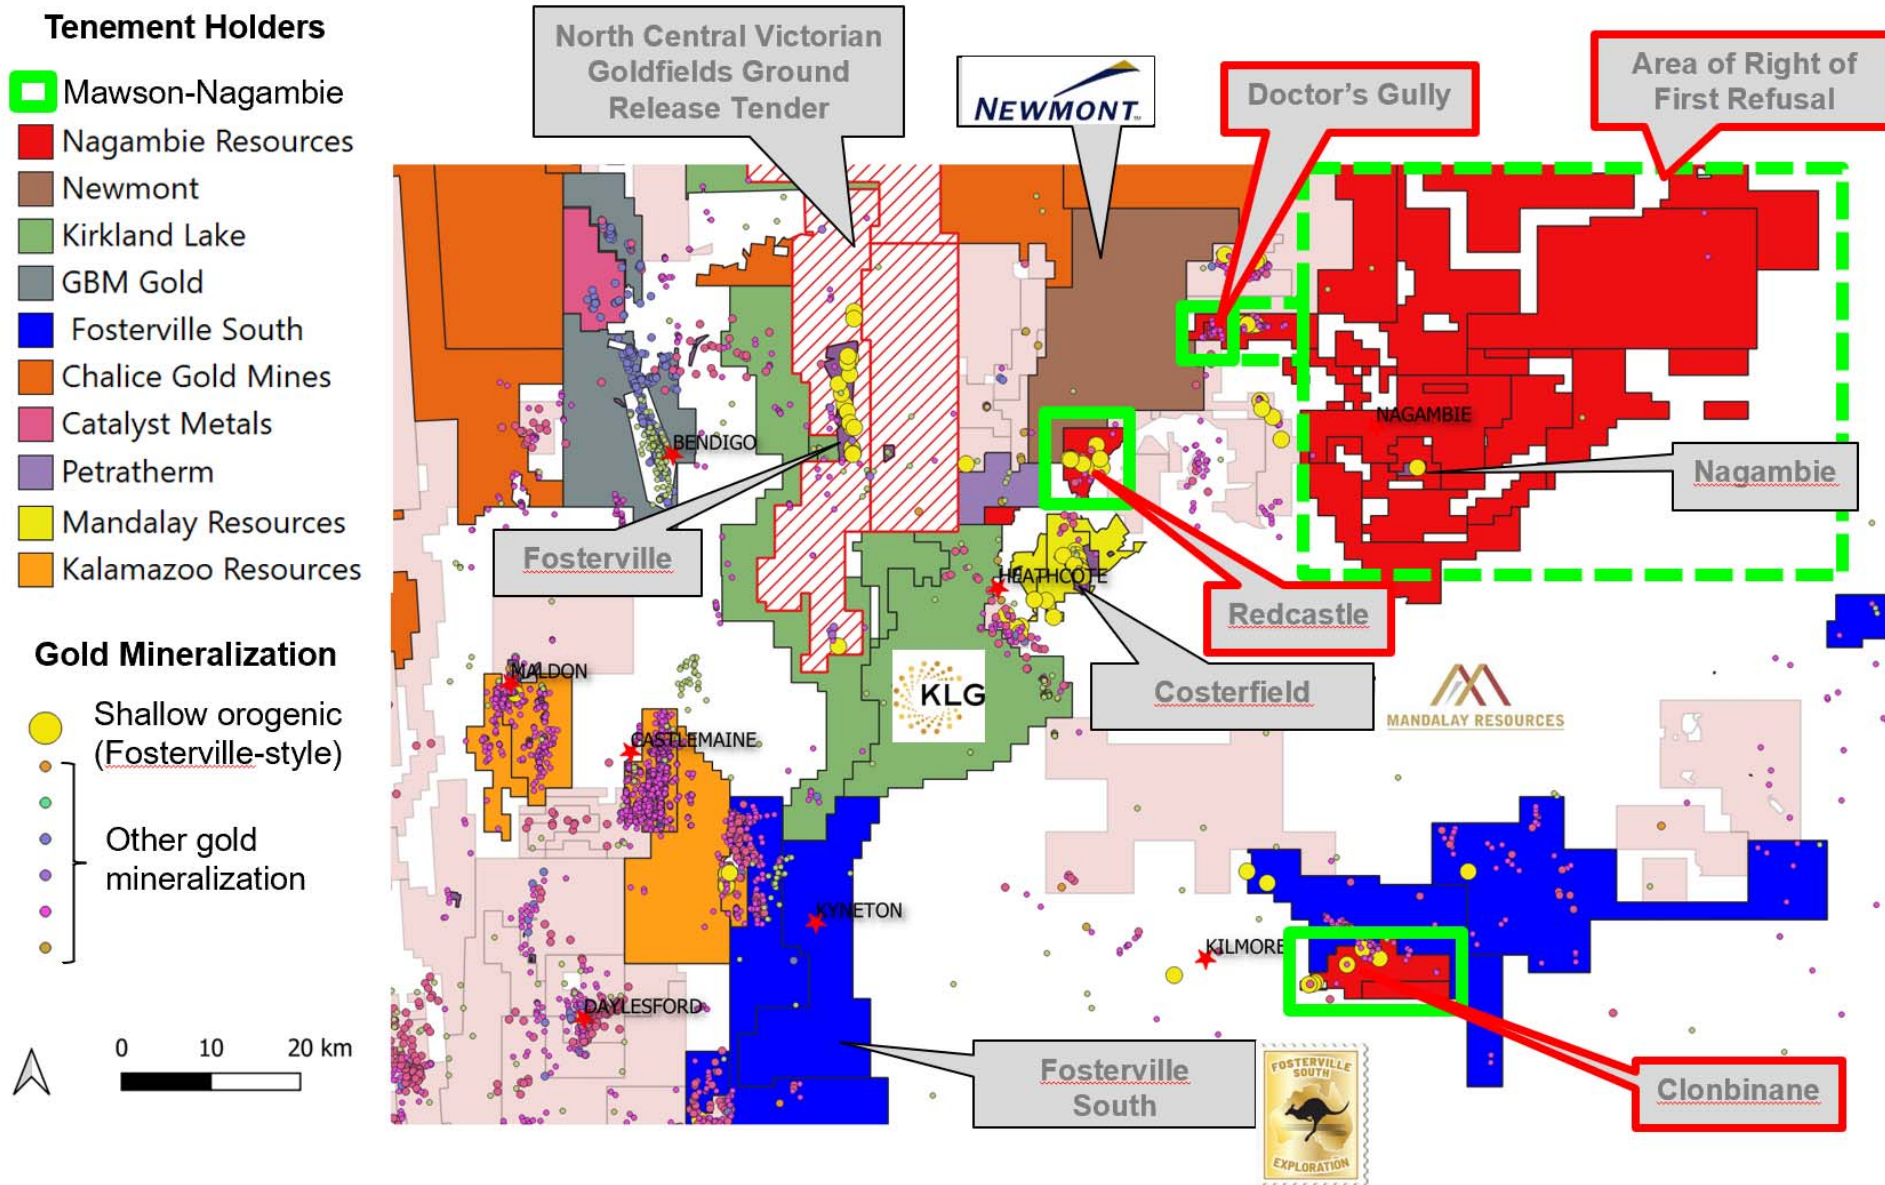 Tenement Holders
Mawson-Nagambie
Nagambie Resources
Newmont
Kirkland Lake
GBM Gold
Fosterville South
Chalice Gold Mines
Catalyst Metals
Petratherm
Mandalay Resources
Kalamazoo Resources
Gold Mineralization
Shallow orogenic
(Fosterville-style)
Other gold
mineralization
0 10 20 km
North Central Victorian
Goldfields Ground
Release Tender
NEWMONT™
Doctor's Gully
Area of Right of
First Refusal
BENDIGO
NAGAMBIE
Nagambie
Fosterville
HEATHCOTE
Redcastle
MALDON
KLG
Costerfield
MANDALAY RESOURCES
CASTLEMAINE
KYNETON
KILMORE
DAYLESFORD
Fosterville
South
FOSTERVILLE
SOUTH
EXPLORATION
Clonbinane